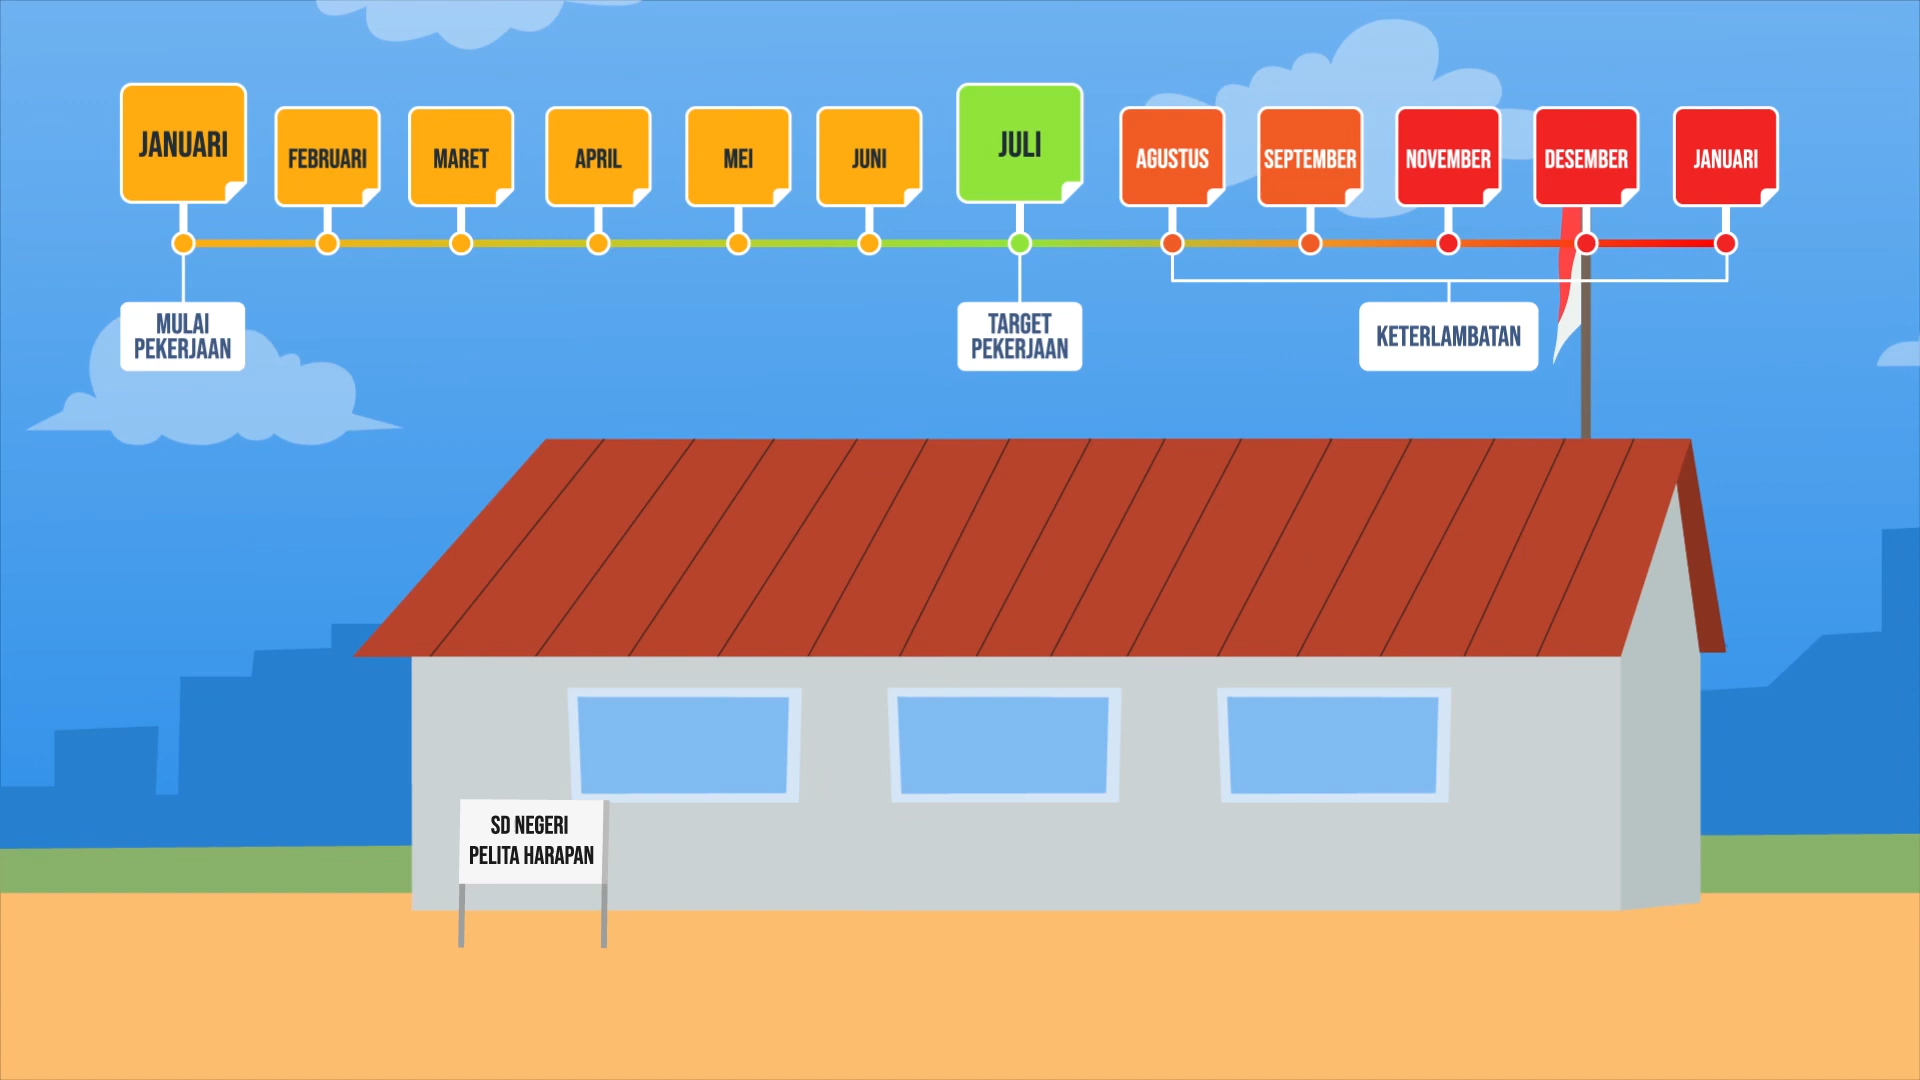 JANUARI
FEBRUARI
MARET
APRIL
MEI
JUNI
JULI
AGUSTUS
SEPTEMBER
NOVEMBER
DESEMBER
JANUARI
MULAI
PEKERJAAN
TARGET
PEKERJAAN
KETERLAMBATAN
SD NEGERI
PELITA HARAPAN